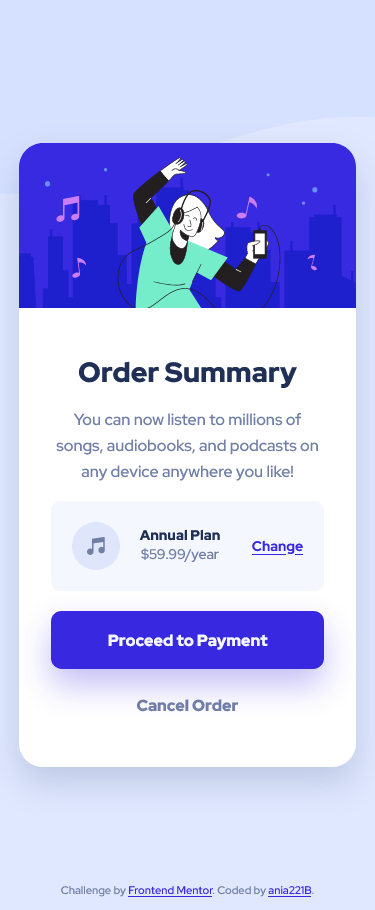 Order Summary
You can now listen to millions of
songs, audiobooks, and podcasts on
any device anywhere you like!
Annual Plan
$59.99/year
Change
Proceed to Payment
Cancel Order
Challenge by Frontend Mentor. Coded by ania221B.